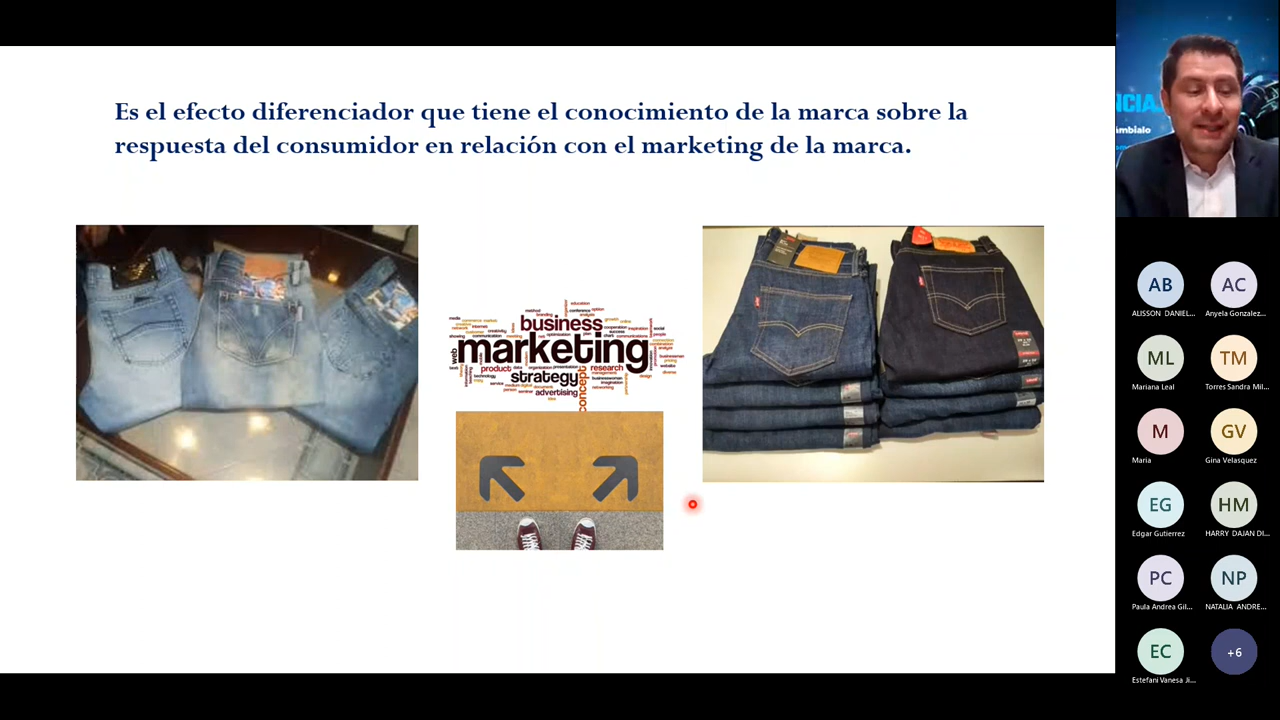 Es el efecto diferenciador que tiene el conocimiento de la marca sobre la
respuesta del consumidor en relación con el marketing de la marca.
business
marketing
product
research
strategy
advertising
concept
web
NCIA
ámbialo
AB
AC
ALISSON DANIEL...
Anyela Gonzalez...
ML
TM
Mariana Leal
Torres Sandra Mil...
M
GV
Maria
Gina Velasquez
EG
HM
Edgar Gutierrez
HARRY DAJAN DI...
PC
NP
Paula Andrea Gil...
NATALIA ANDRE...
EC
+6
Estefani Vanesa Ji...